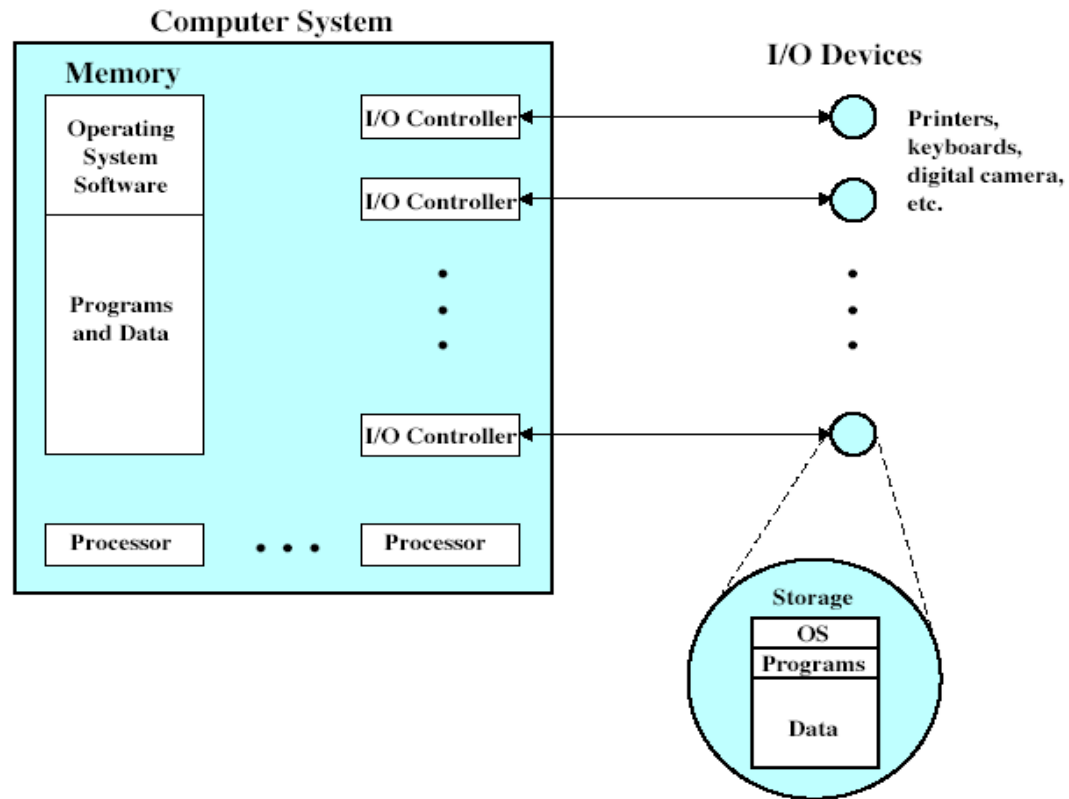 Computer System
Memory
Operating
System
Software
Programs
and Data
I/O Controller
I/O Controller
I/O Controller
Processor
Processor
I/O Devices
Printers,
keyboards,
digital camera,
etc.
Storage
OS
Programs
Data